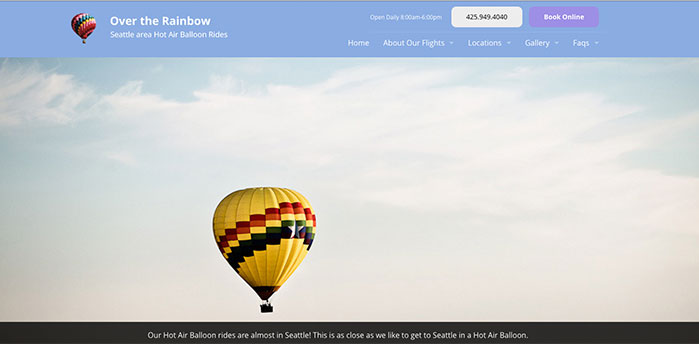 Over the Rainbow
Seattle area Hot Air Balloon Rides
Open Daily 8:00am-6:00pm
425.949.4040
Book Online
Home About Our Flights Locations Gallery Faqs
Our Hot Air Balloon rides are almost in Seattle! This is as close as we like to get to Seattle in a Hot Air Balloon.